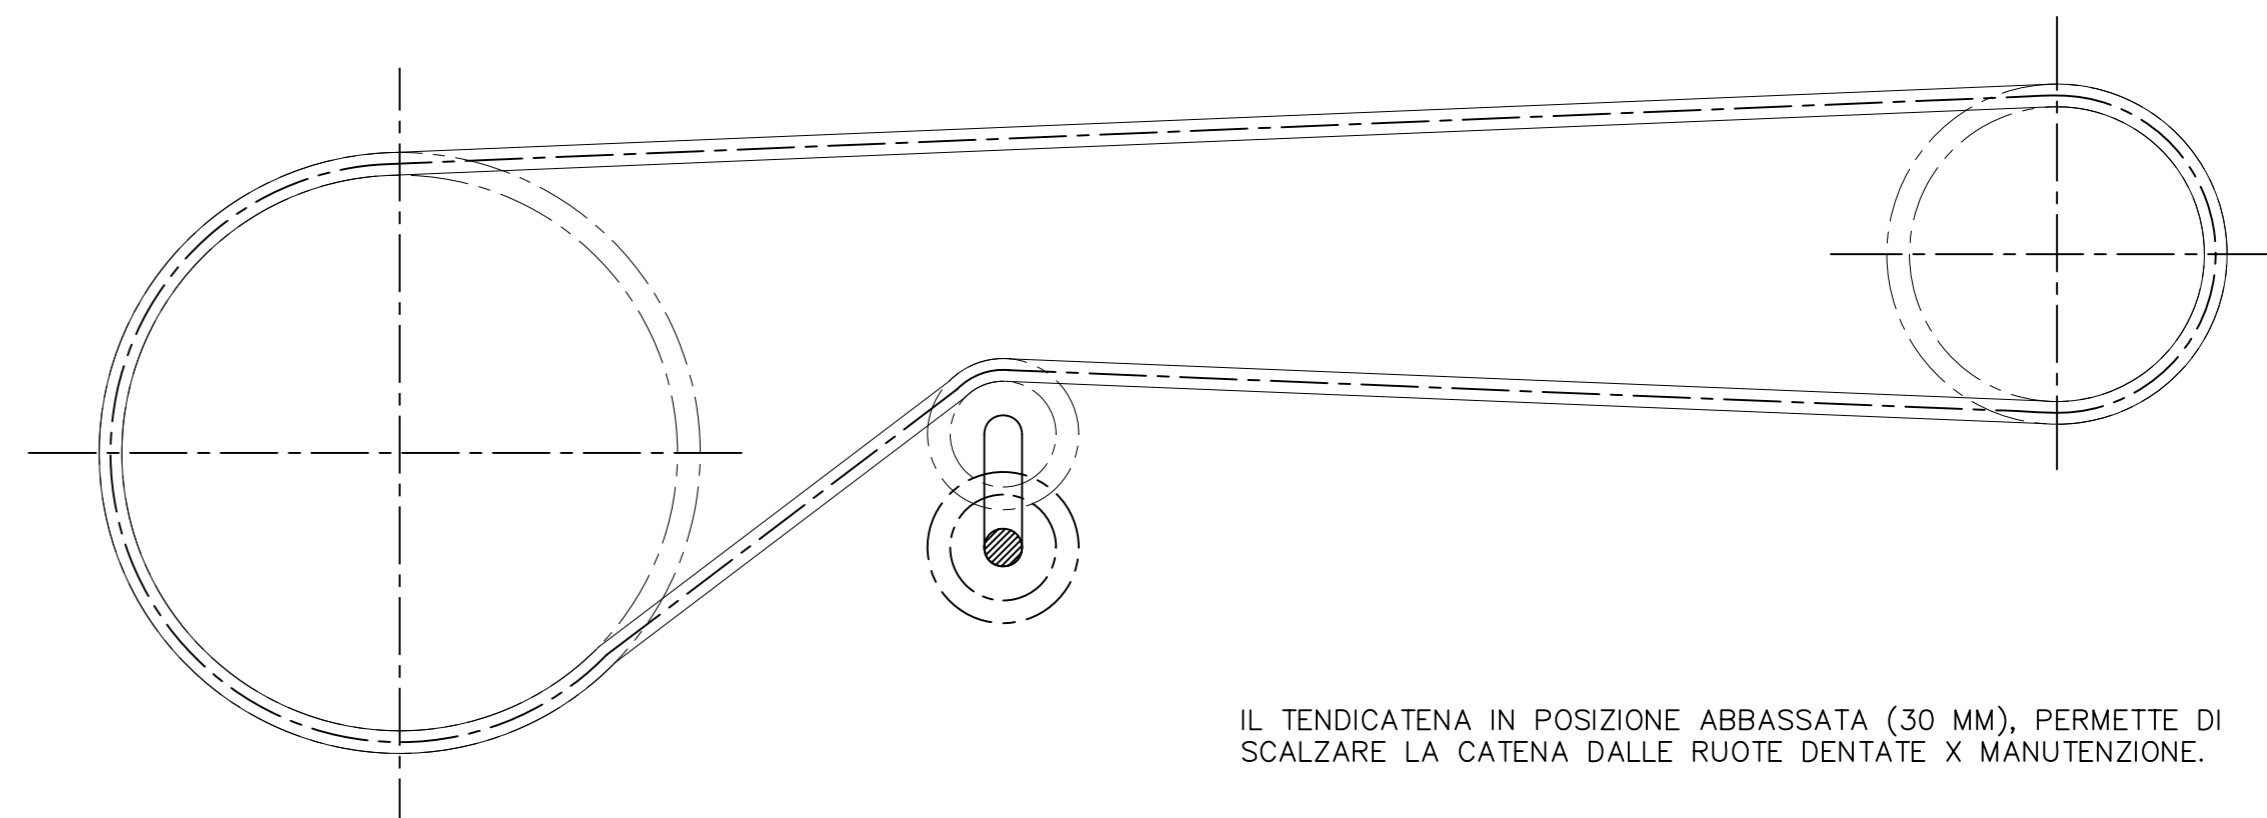 IL TENDICATENA IN POSIZIONE ABBASSATA (30 MM), PERMETTE DI
SCALZARE LA CATENA DALLE RUOTE DENTATE X MANUTENZIONE.